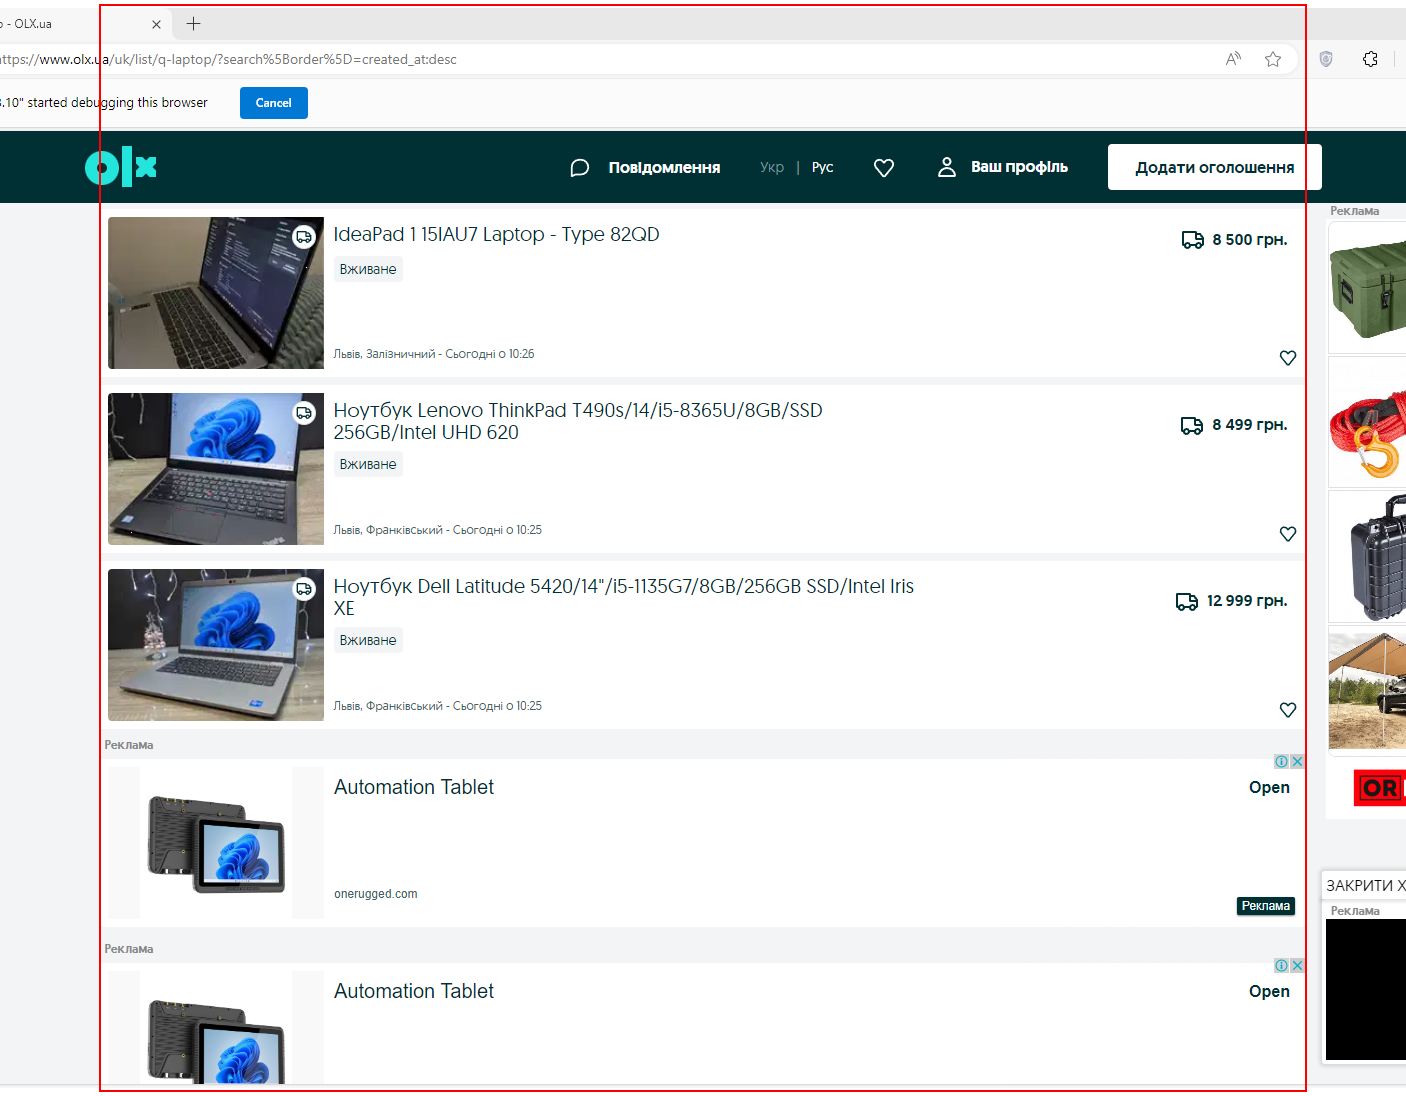 - OLX.ua
https://www.olx.ua/uk/list/q-laptop/?search%5Border%5D=created_at:desc
.10" started debugging this browser
Cancel
olx
Повідомлення
Укр | Рус
Ваш профіль
Додати оголошення
IdeaPad 1 15IAU7 Laptop - Type 82QD
8 500 грн.
Вживане
Львів, Залізничний - Сьогодні о 10:26
Ноутбук Lenovo ThinkPad T490s/14/i5-8365U/8GB/SSD
256GB/Intel UHD 620
8 499 грн.
Вживане
Львів, Франківський - Сьогодні о 10:25
Ноутбук Dell Latitude 5420/14"/i5-1135G7/8GB/256GB SSD/Intel Iris
XE
12 999 грн.
Вживане
Львів, Франківський - Сьогодні о 10:25
Реклама
Automation Tablet
Open
onerugged.com
Реклама
Реклама
Automation Tablet
Open
Реклама
OR
ЗАКРИТИ X
Реклама